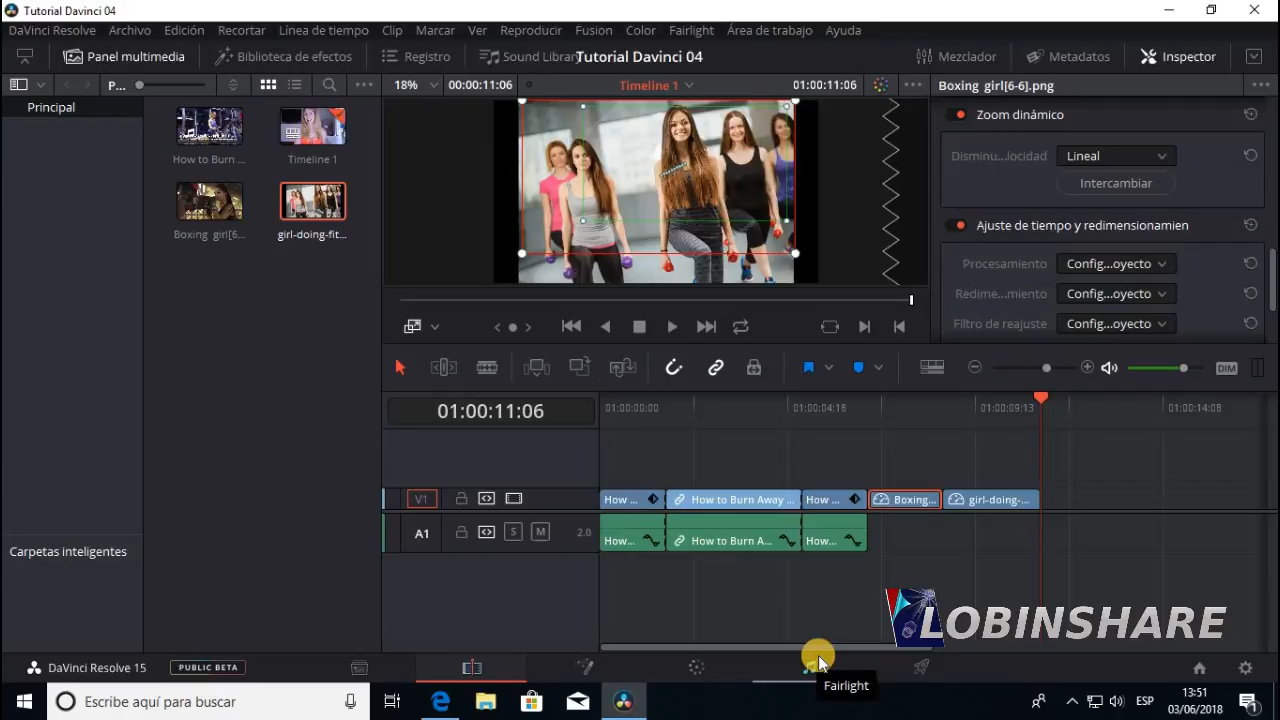 Tutorial Davinci 04
DaVinci Resolve Archivo Edición Recortar Línea de tiempo Clip Marcar Ver Reproducir Fusion Color Fairlight Área de trabajo Ayuda
Panel multimedia Biblioteca de efectos Registro Sound Library Tutorial Davinci 04 Mezclador Metadatos Inspector
P... 18% 00:00:11:06 Timeline 1 01:00:11:06 Boxing girl[6-6].png
Principal
How to Burn ... Timeline 1
Boxing girl[6... girl-doing-fit...
Carpetas inteligentes
Zoom dinámico
Disminu...locidad Lineal
Intercambiar
Ajuste de tiempo y redimensionamien
Procesamiento Config...oyecto
Redime...miento Config...oyecto
Filtro de reajuste Config...oyecto
DIM
01:00:11:06 01:00:00:00 01:00:04:18 01:00:09:13 01:00:14:08
V1 How ... How to Burn Away ... How ... Boxing... girl-doing-...
A1 S M 2.0 How... How to Burn A... How...
LOBINSHARE
DaVinci Resolve 15 PUBLIC BETA
Fairlight
Escribe aquí para buscar ESP 13:51
03/06/2018 1